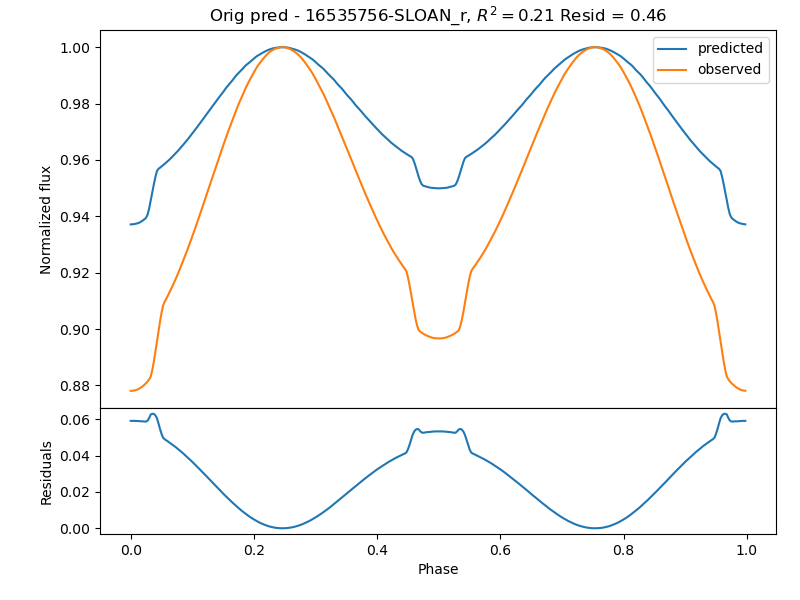 Orig pred - 16535756-SLOAN_r, R² = 0.21 Resid = 0.46
predicted
observed
Normalized flux
1.00
0.98
0.96
0.94
0.92
0.90
0.88
Residuals
0.06
0.04
0.02
0.00
0.0 0.2 0.4 0.6 0.8 1.0
Phase